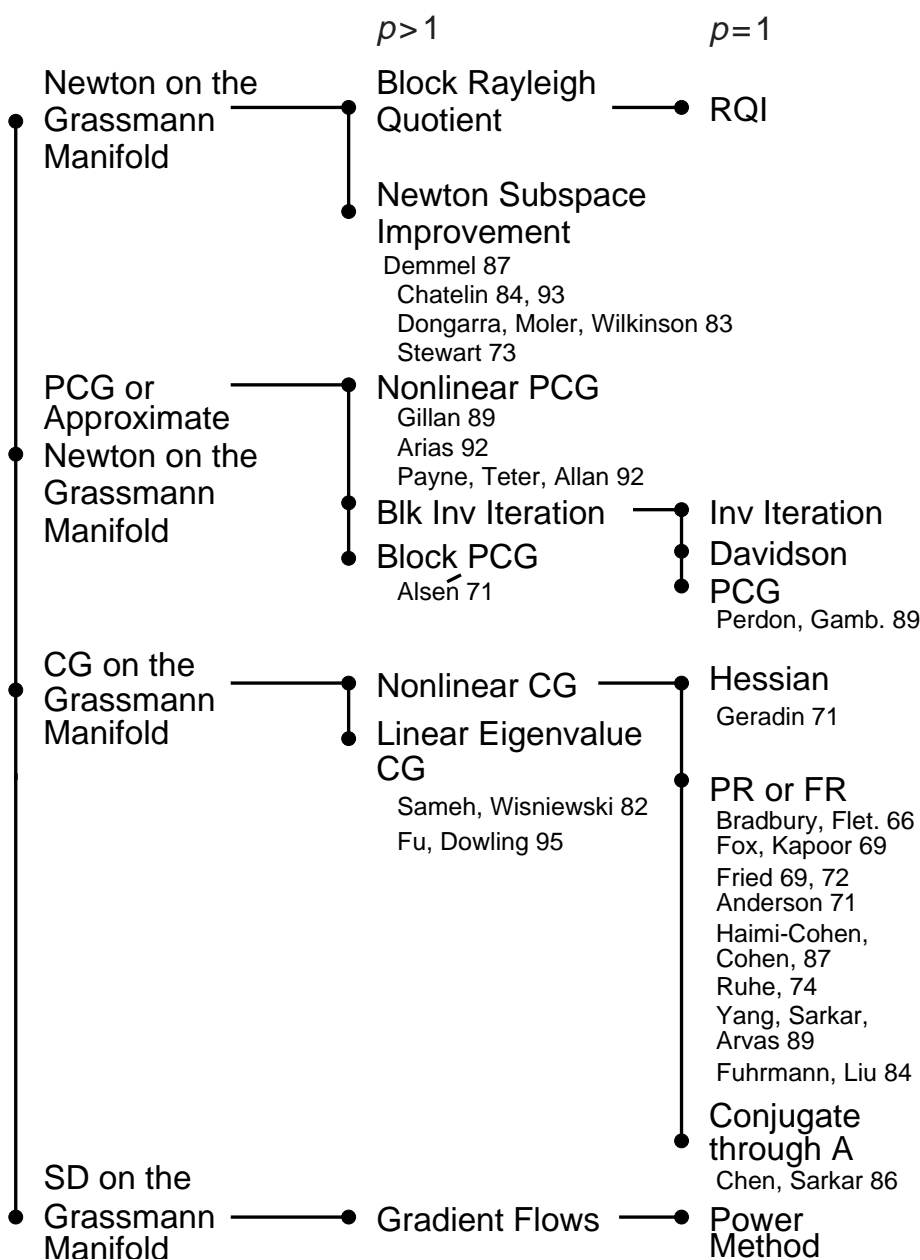 p>1
p=1
Newton on the
Grassmann
Manifold
Block Rayleigh
Quotient
RQI
Newton Subspace
Improvement
Demmel 87
Chatelin 84, 93
Dongarra, Moler, Wilkinson 83
Stewart 73
PCG or
Approximate
Newton on the
Grassmann
Manifold
Nonlinear PCG
Gillan 89
Arias 92
Payne, Teter, Allan 92
Blk Inv Iteration
Inv Iteration
Block PCG
Alseń 71
Davidson
PCG
Perdon, Gamb. 89
CG on the
Grassmann
Manifold
Nonlinear CG
Hessian
Geradin 71
Linear Eigenvalue
CG
Sameh, Wisniewski 82
Fu, Dowling 95
PR or FR
Bradbury, Flet. 66
Fox, Kapoor 69
Fried 69, 72
Anderson 71
Haimi-Cohen,
Cohen, 87
Ruhe, 74
Yang, Sarkar,
Arvas 89
Fuhrmann, Liu 84
Conjugate
through A
Chen, Sarkar 86
SD on the
Grassmann
Manifold
Gradient Flows
Power
Method